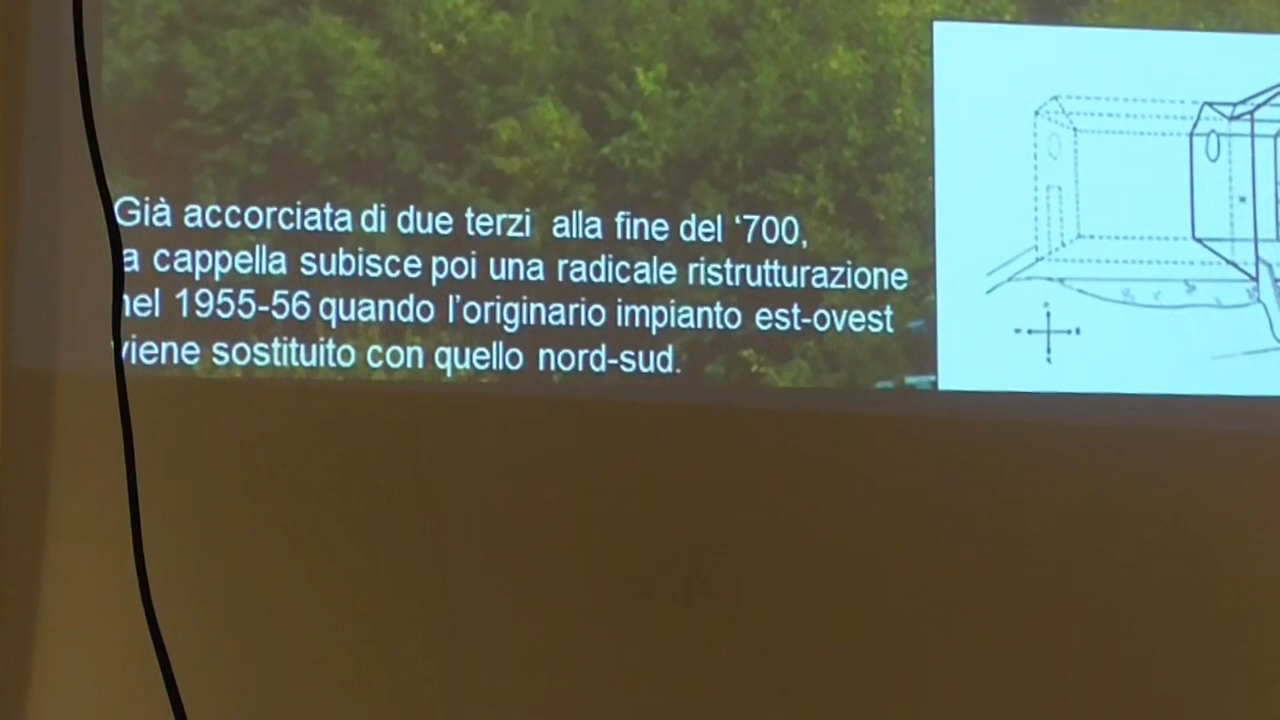 Già accorciata di due terzi alla fine del ‘700,
la cappella subisce poi una radicale ristrutturazione
nel 1955-56 quando l’originario impianto est-ovest
viene sostituito con quello nord-sud.